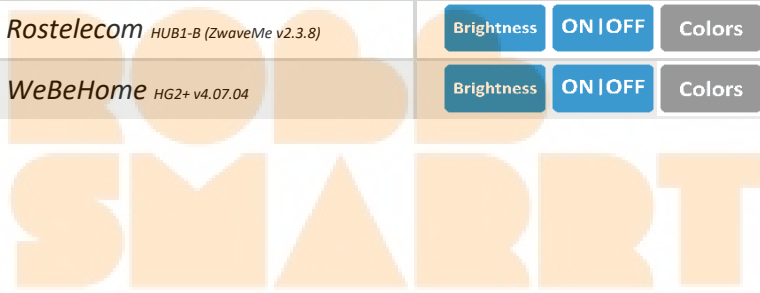 Rostelecom HUB1-B (ZwaveMe v2.3.8) Brightness ON|OFF Colors
WeBeHome HG2+ v4.07.04 Brightness ON|OFF Colors
ROBB
SMARRT